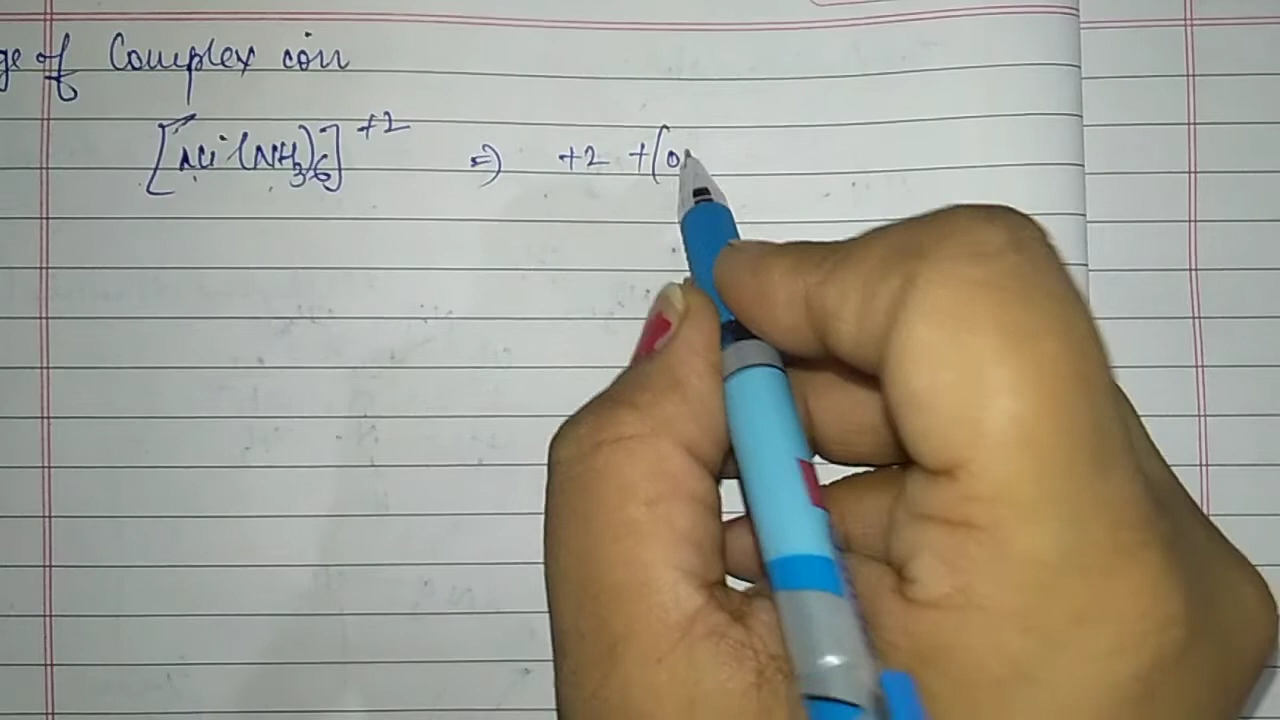 ge of Complex ion
[Ni(NH3)6]+2 ⇒ +2 +(0